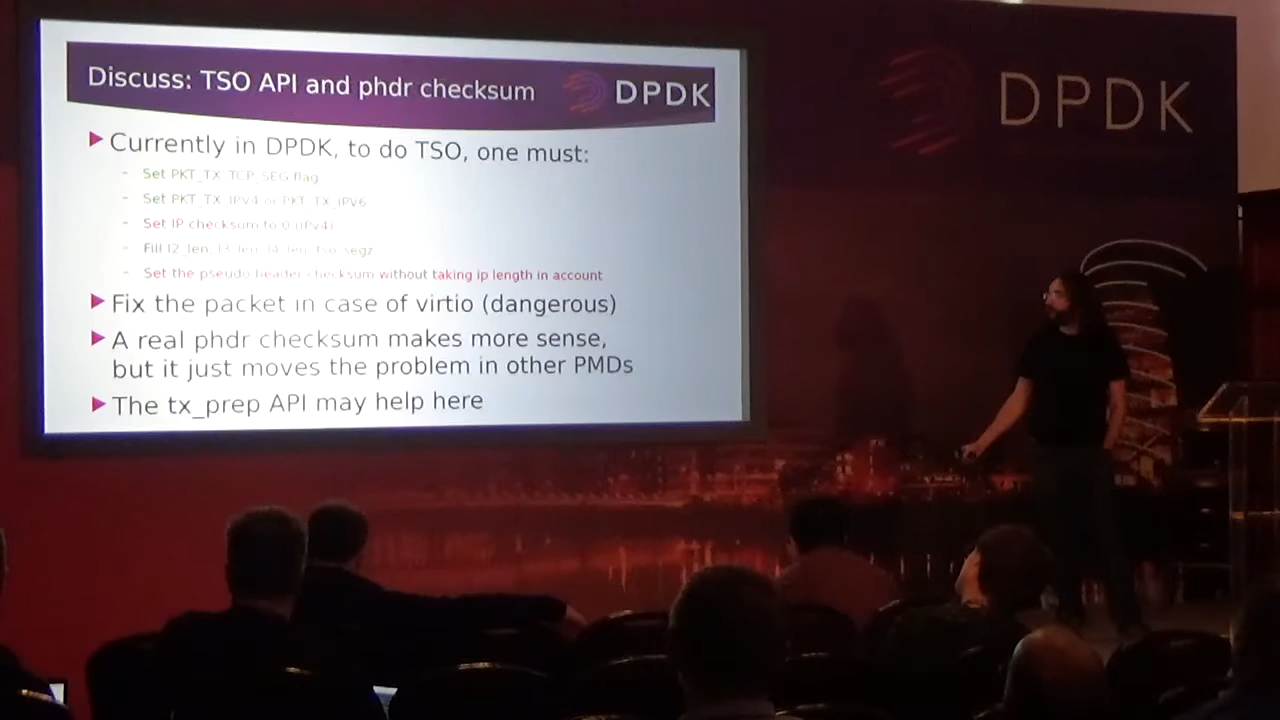 Discuss: TSO API and phdr checksum
DPDK
Currently in DPDK, to do TSO, one must:
- Set PKT_TX_TCP_SEG flag
- Set PKT_TX_IPV4 or PKT_TX_IPV6
- Set IP checksum to 0 (IPv4)
- Fill l2_len, l3_len, l4_len, tso_segz
- Set the pseudo header checksum without taking ip length in account
Fix the packet in case of virtio (dangerous)
A real phdr checksum makes more sense,
but it just moves the problem in other PMDs
The tx_prep API may help here
DPDK